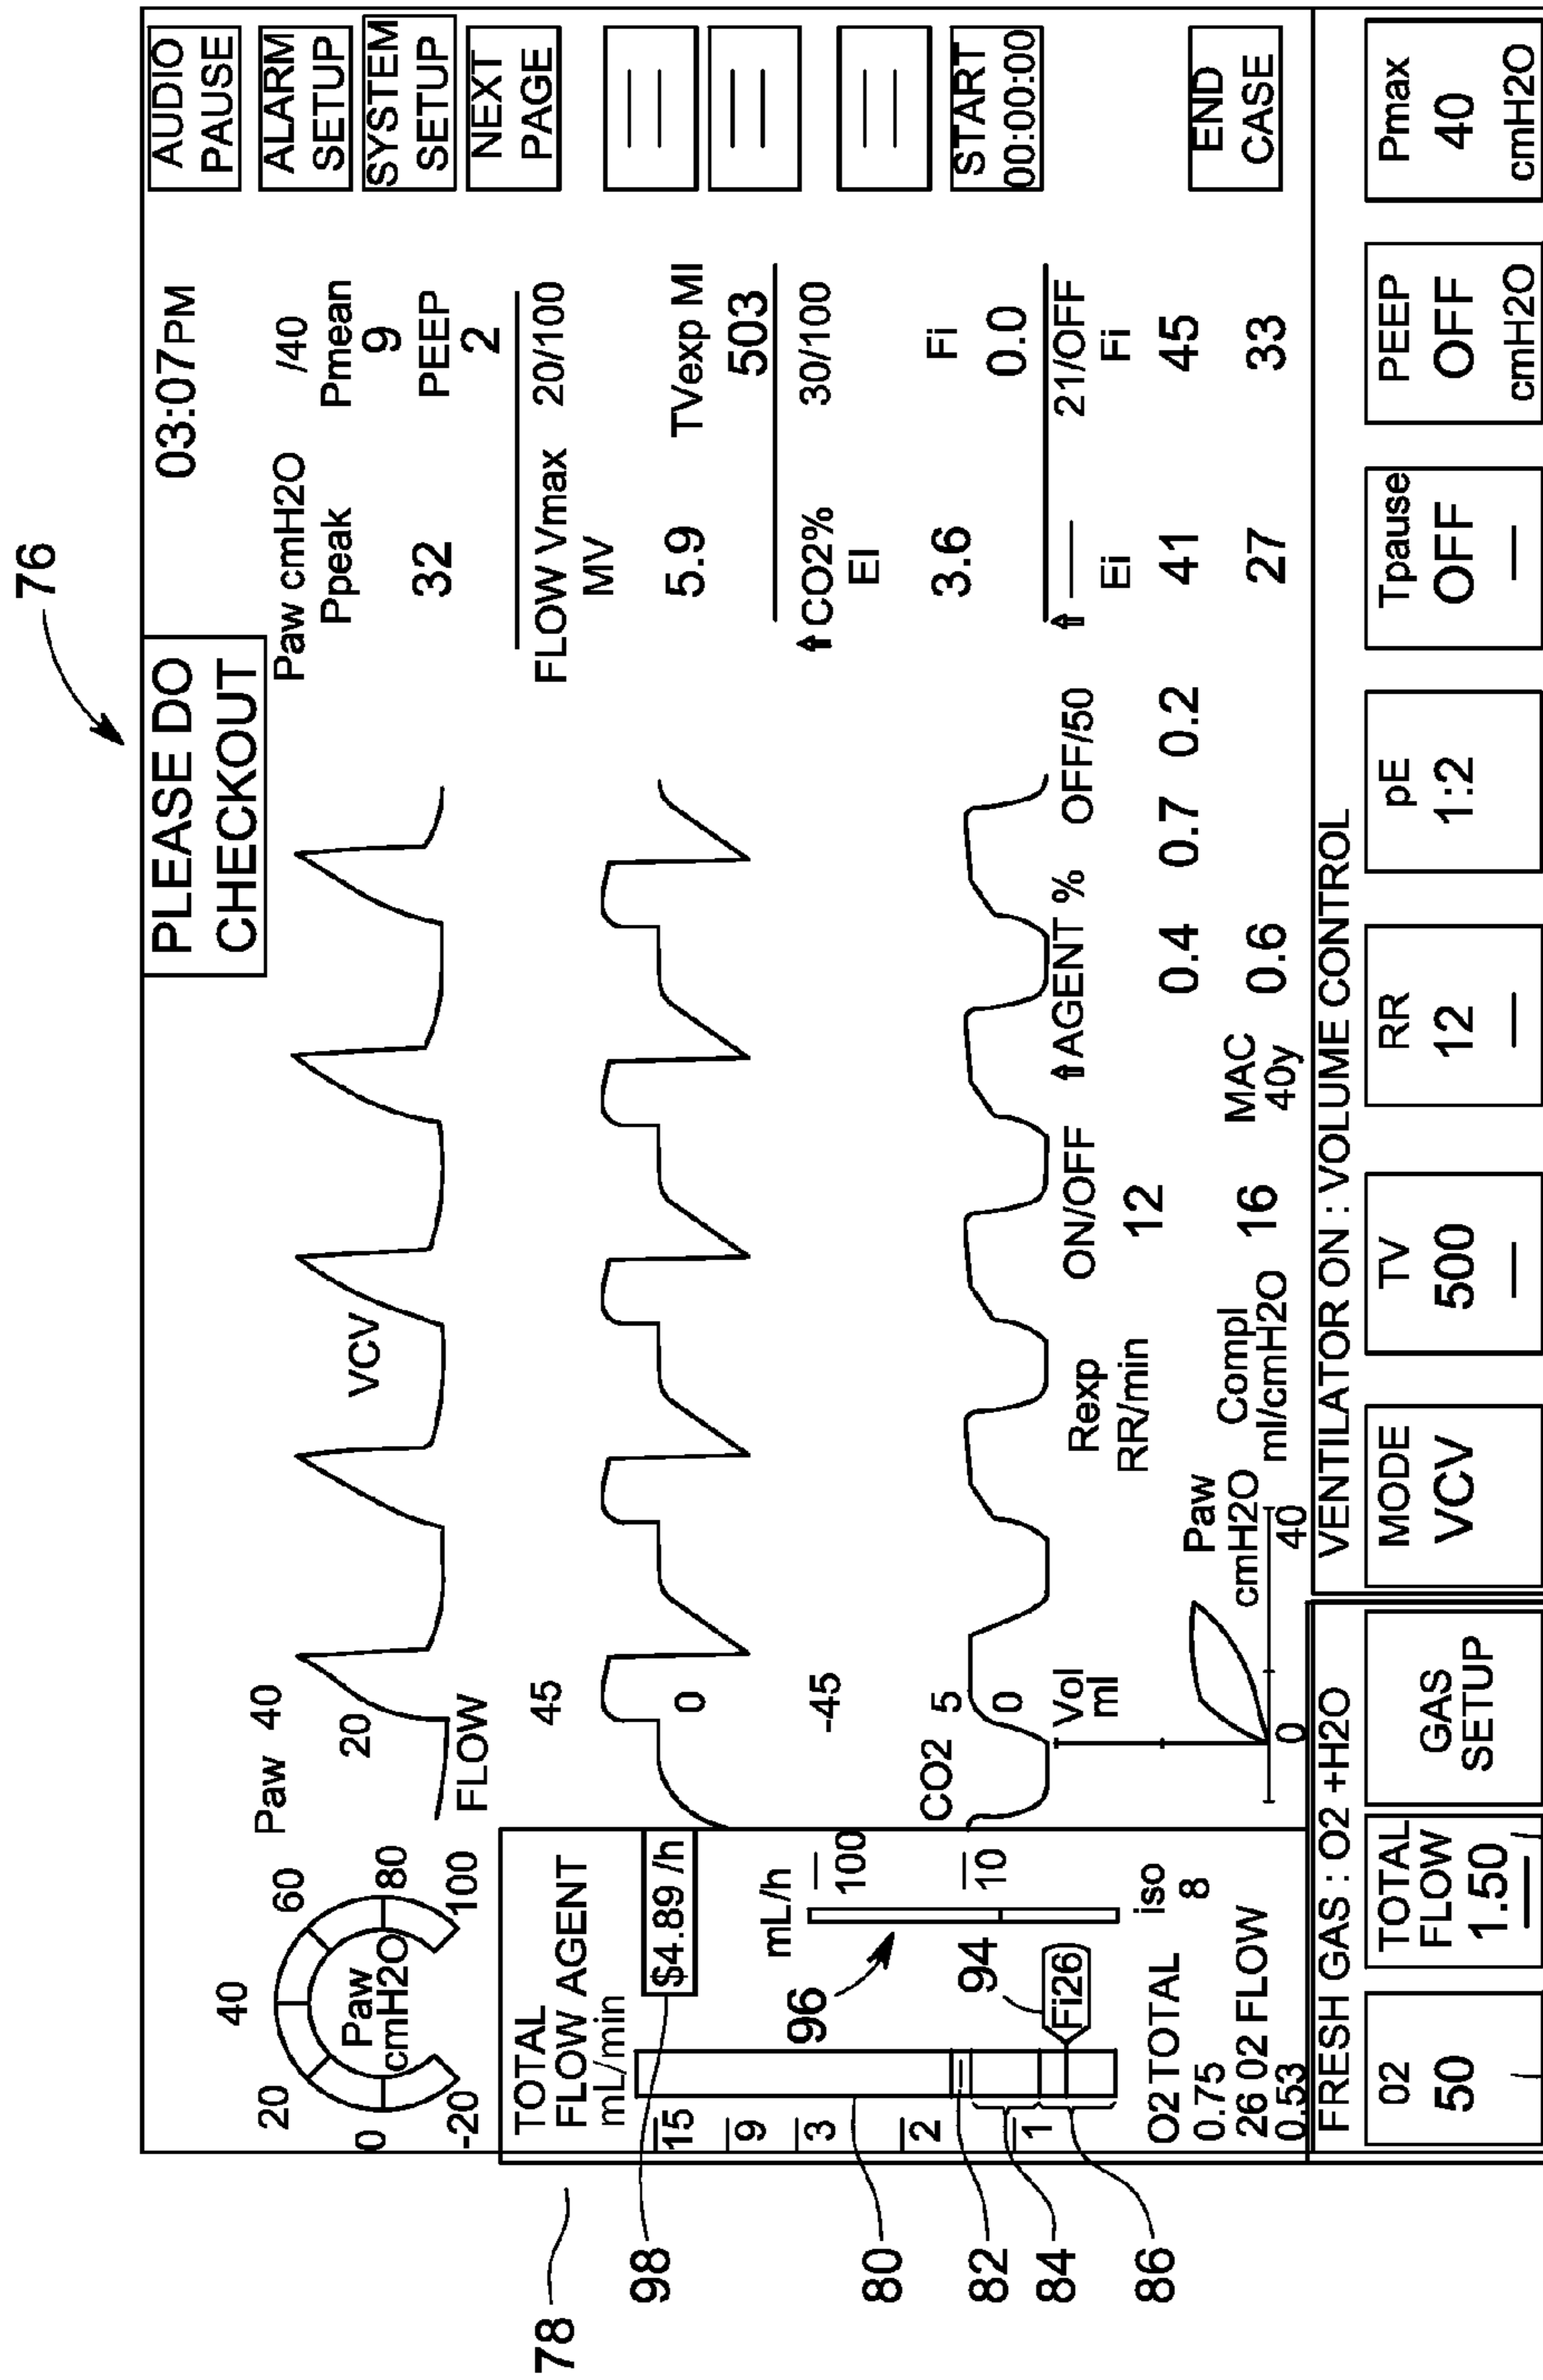 76
PLEASE DO
CHECKOUT
03:07PM
AUDIO
PAUSE
ALARM
SETUP
SYSTEM
SETUP
NEXT
PAGE
START
00:00:00
END
CASE
20
40
60
80
100
0
-20
Paw
cmH2O
Paw 40
20
VCV
FLOW
45
0
-45
CO2
5
0
Paw cmH2O /40
Ppeak Pmean
32 9
PEEP
2
FLOW Vmax 20/100
MV TVexp MI
5.9 503
CO2% 30/100
EI Fi
3.6 0.0
21/OFF
Ei Fi
41 45
27 33
78
98
80
82
84
86
TOTAL
FLOW AGENT
mL/min
$4.89 /h
15
9
3
2
1
96
94
Fi26
mL/h
100
10
iso
8
O2 TOTAL
0.75
26 02 FLOW
0.53
Vol
ml
Paw
cmH2O
0 40
Rexp ON/OFF
RR/min 12
Compl
ml/cmH2O 16
AGENT % OFF/50
0.4 0.7 0.2
MAC
40y 0.6
FRESH GAS : O2 +H2O
VENTILATOR ON : VOLUME CONTROL
02
50
TOTAL
FLOW
1.50
GAS
SETUP
MODE
VCV
TV
500
RR
12
pE
1:2
Tpause
OFF
PEEP
OFF
cmH2O
Pmax
40
cmH2O